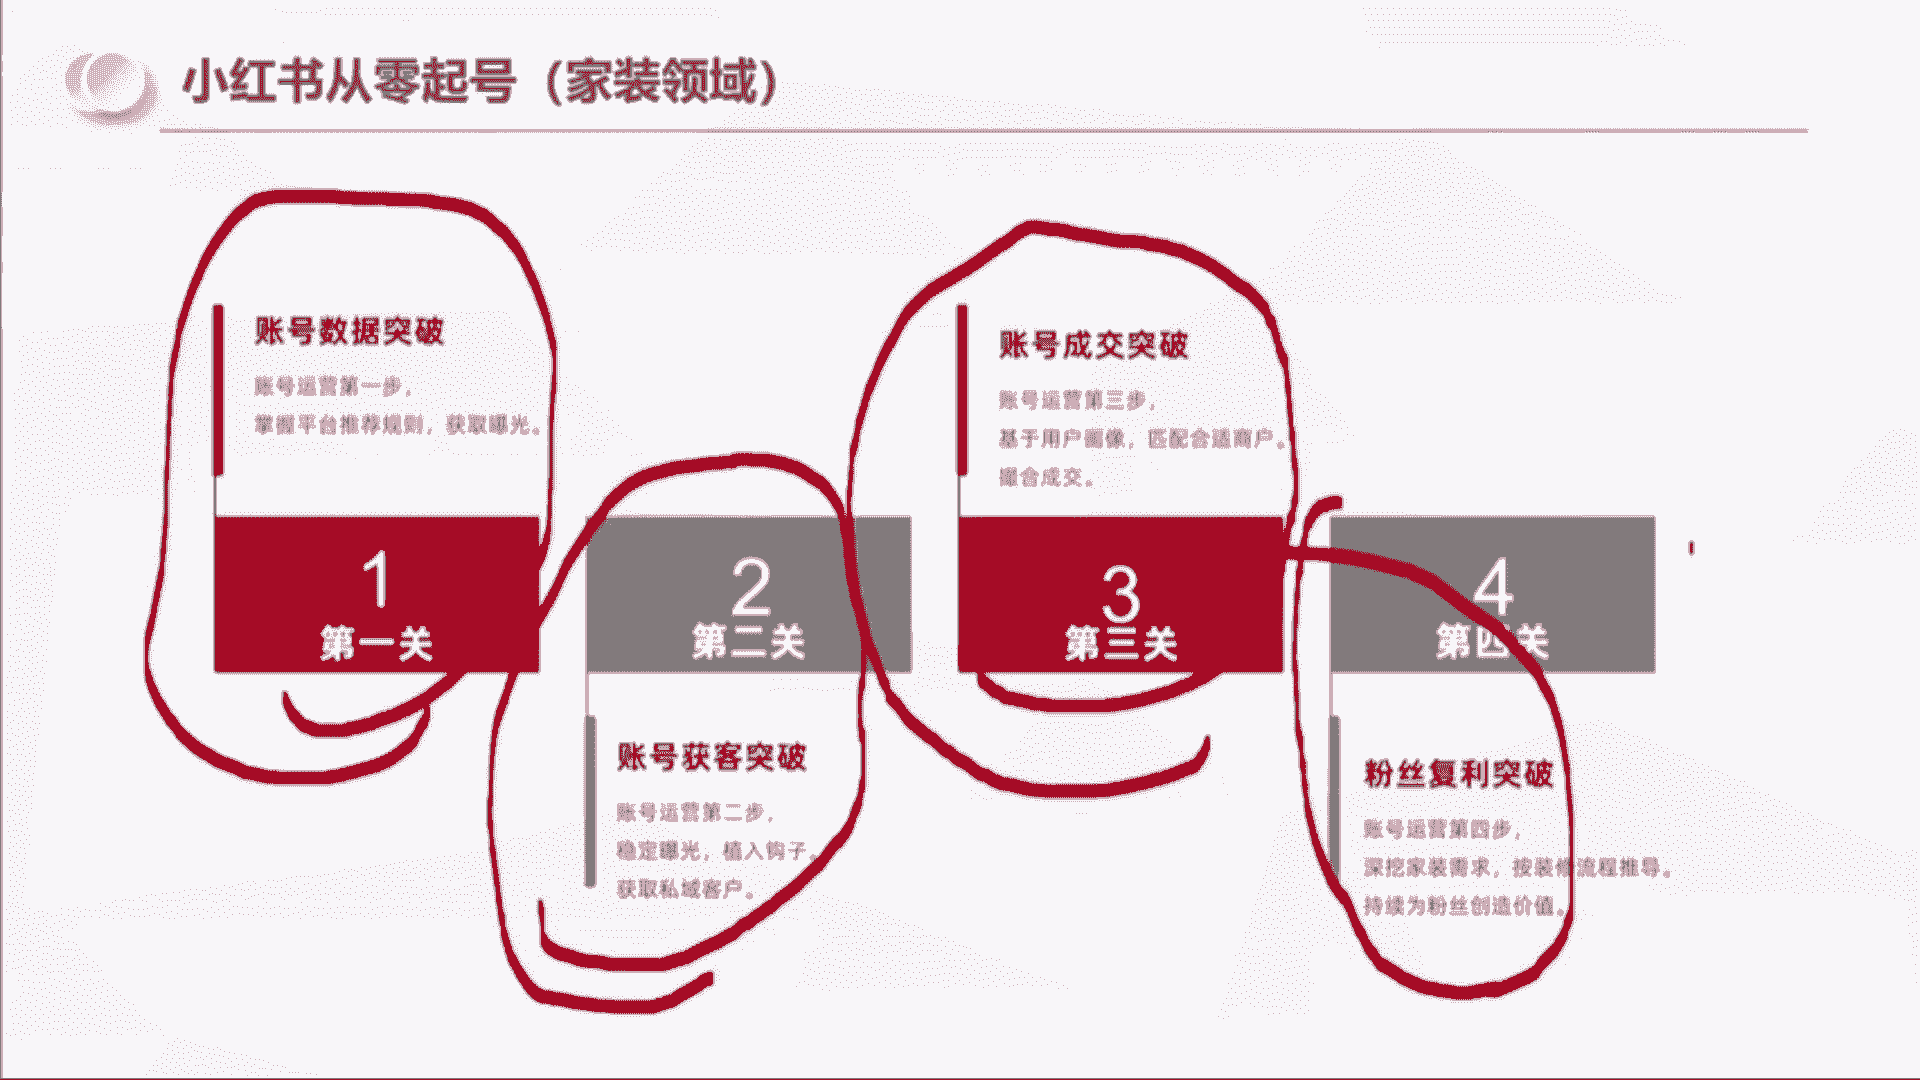 小红书从零起号（家装领域）
账号数据突破
账号运营第一步，
掌握平台推荐规则，获取曝光。
1
第一关
2
第二关
账号获客突破
账号运营第二步，
稳定曝光，植入钩子。
获取私域客户。
账号成交突破
账号运营第三步，
基于用户画像，匹配合适商户。
撮合成交。
3
第三关
4
第四关
粉丝复利突破
账号运营第四步，
深挖家装需求，按装修流程推导。
持续为粉丝创造价值。